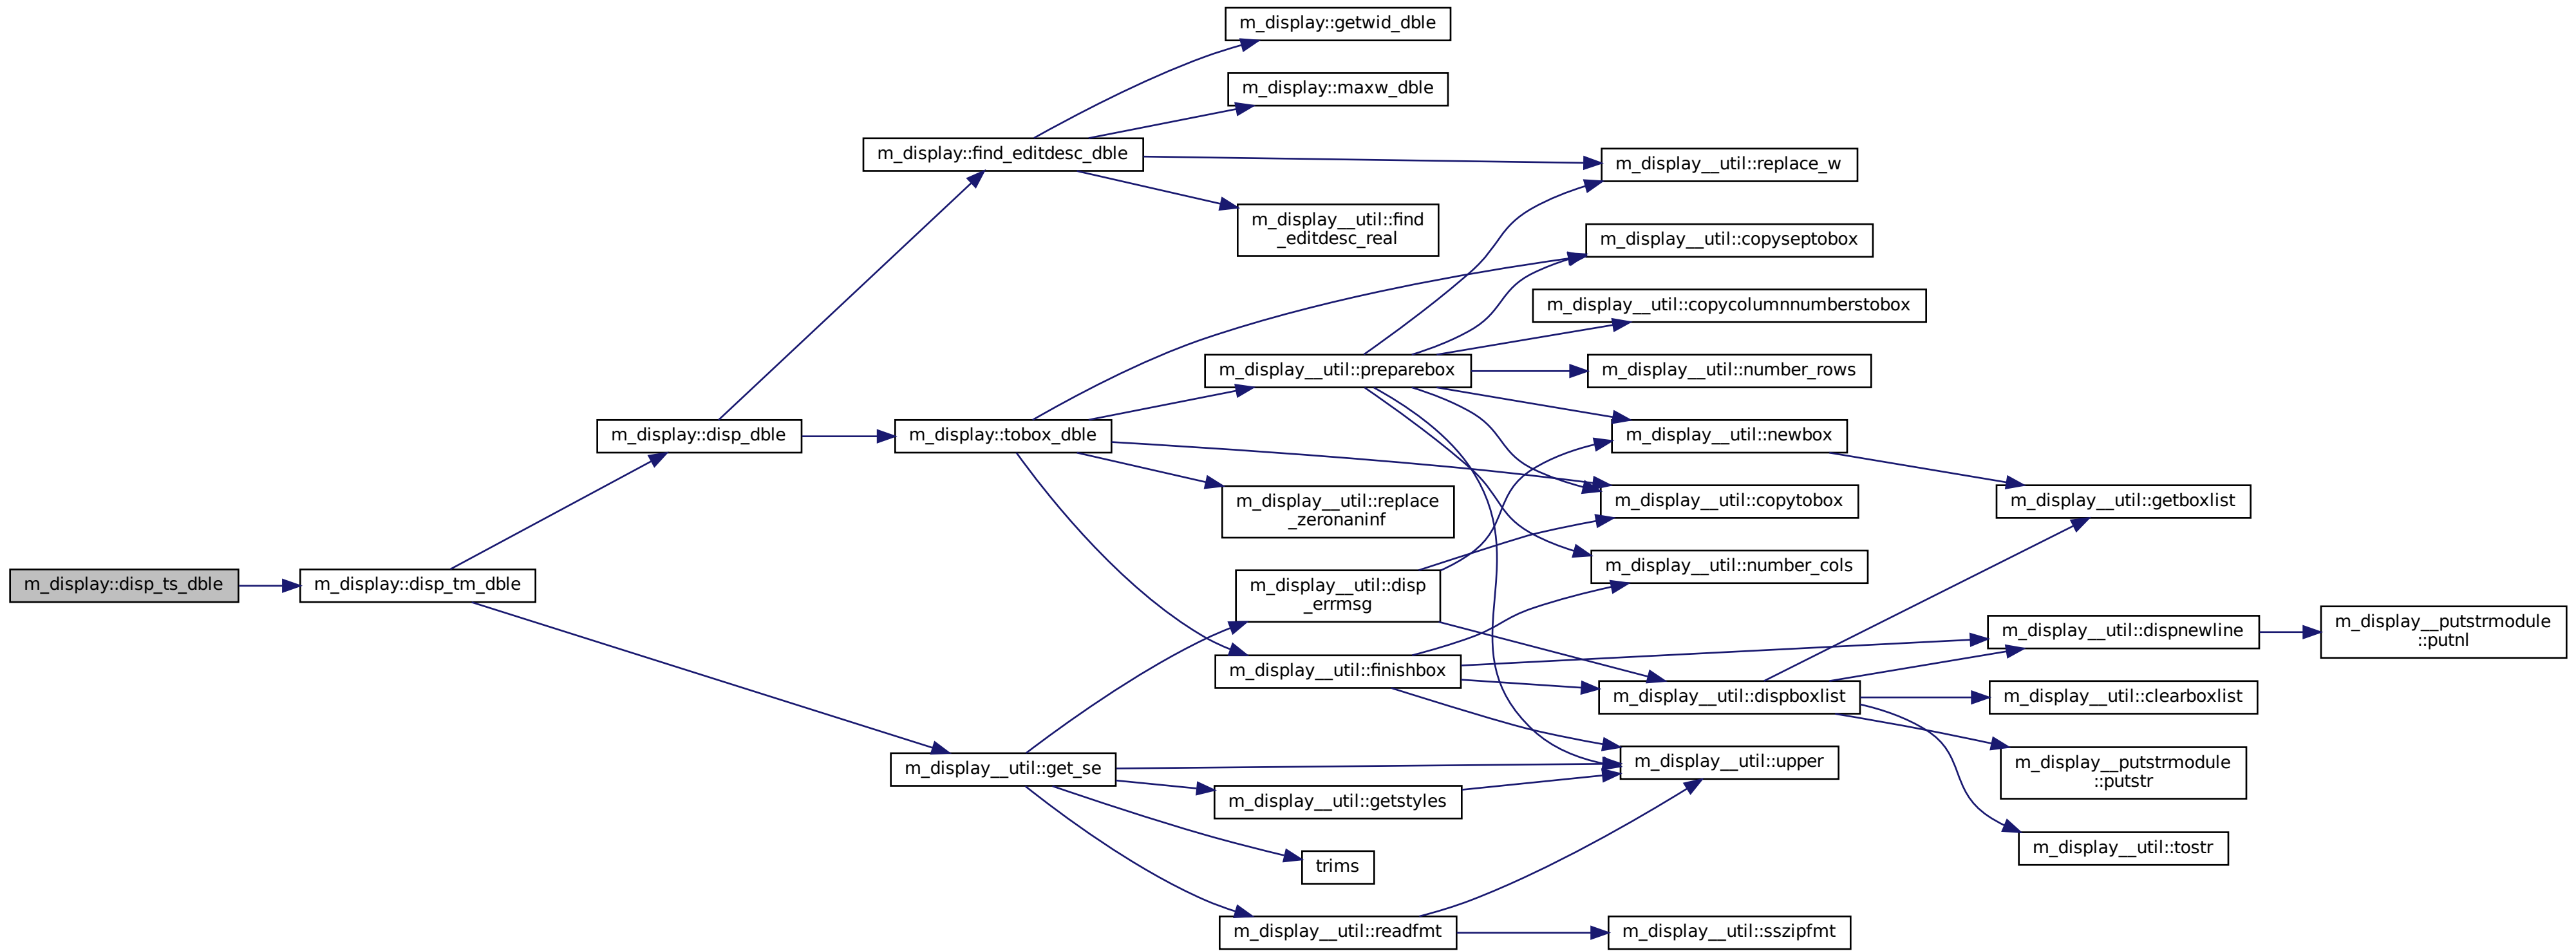 m_display::getwid_dble
m_display::maxw_dble
m_display::find_editdesc_dble
m_display__util::replace_w
m_display__util::find
_editdesc_real
m_display__util::copyseptobox
m_display__util::copycolumnnumberstobox
m_display__util::preparebox
m_display__util::number_rows
m_display::disp_dble
m_display::tobox_dble
m_display__util::newbox
m_display__util::replace
_zeronaninf
m_display__util::copytobox
m_display__util::getboxlist
m_display::disp_ts_dble
m_display::disp_tm_dble
m_display__util::disp
_errmsg
m_display__util::number_cols
m_display__util::finishbox
m_display__util::dispnewline
m_display__putstrmodule
::putnl
m_display__util::dispboxlist
m_display__util::clearboxlist
m_display__util::get_se
m_display__util::upper
m_display__putstrmodule
::putstr
m_display__util::getstyles
m_display__util::tostr
trims
m_display__util::readfmt
m_display__util::sszipfmt